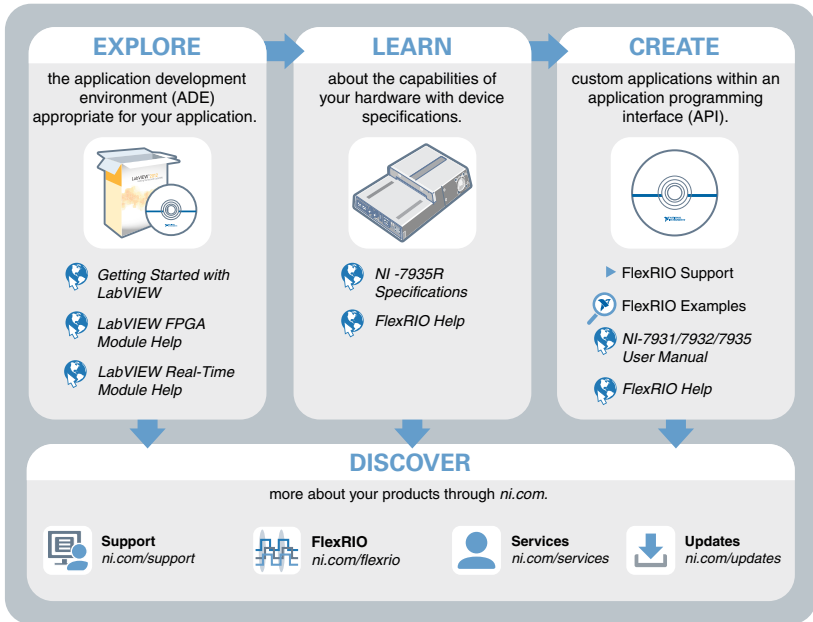 EXPLORE
the application development
environment (ADE)
appropriate for your application.
LabVIEW
Getting Started with
LabVIEW
LabVIEW FPGA
Module Help
LabVIEW Real-Time
Module Help
LEARN
about the capabilities of
your hardware with device
specifications.
NI -7935R
Specifications
FlexRIO Help
CREATE
custom applications within an
application programming
interface (API).
FlexRIO Support
FlexRIO Examples
NI-7931/7932/7935
User Manual
FlexRIO Help
DISCOVER
more about your products through ni.com.
Support
ni.com/support
FlexRIO
ni.com/flexrio
Services
ni.com/services
Updates
ni.com/updates